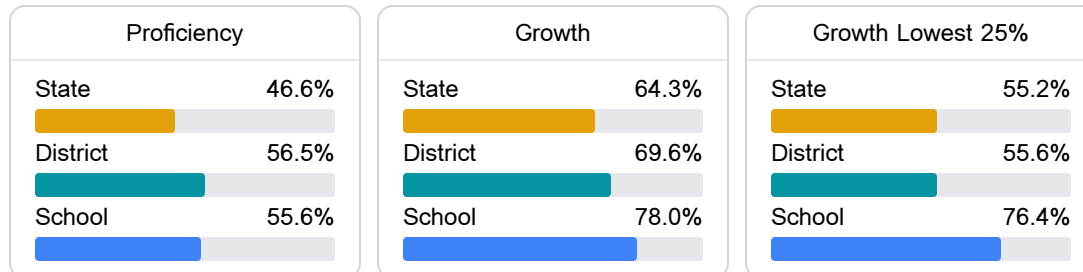 Proficiency
State 46.6%
District 56.5%
School 55.6%
Growth
State 64.3%
District 69.6%
School 78.0%
Growth Lowest 25%
State 55.2%
District 55.6%
School 76.4%